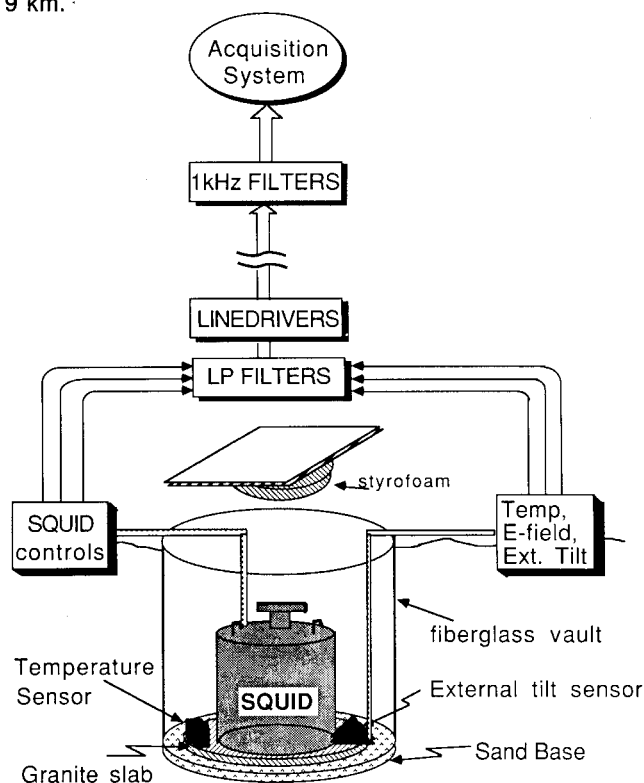 9 km.
Acquisition
System
1kHz FILTERS
LINEDRIVERS
LP FILTERS
styrofoam
SQUID
controls
Temp,
E-field,
Ext. Tilt
fiberglass vault
Temperature
Sensor
SQUID
External tilt sensor
Sand Base
Granite slab